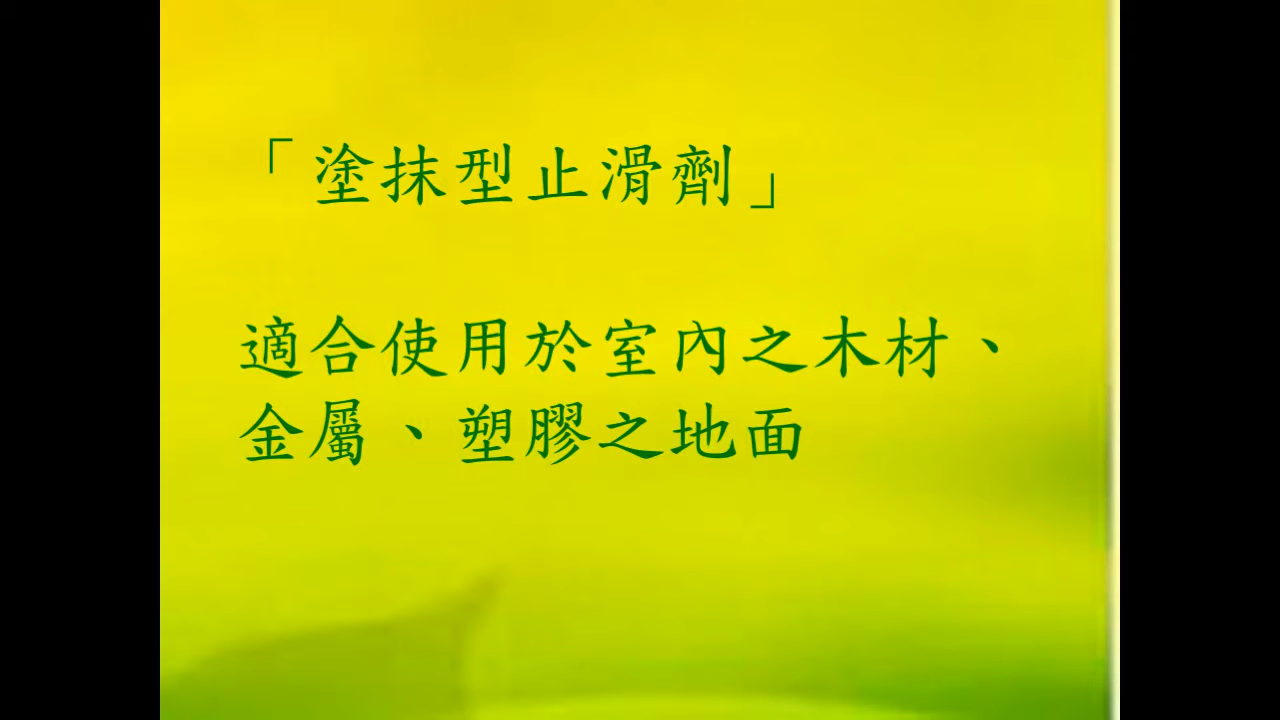 「塗抹型止滑劑」
適合使用於室內之木材、
金屬、塑膠之地面